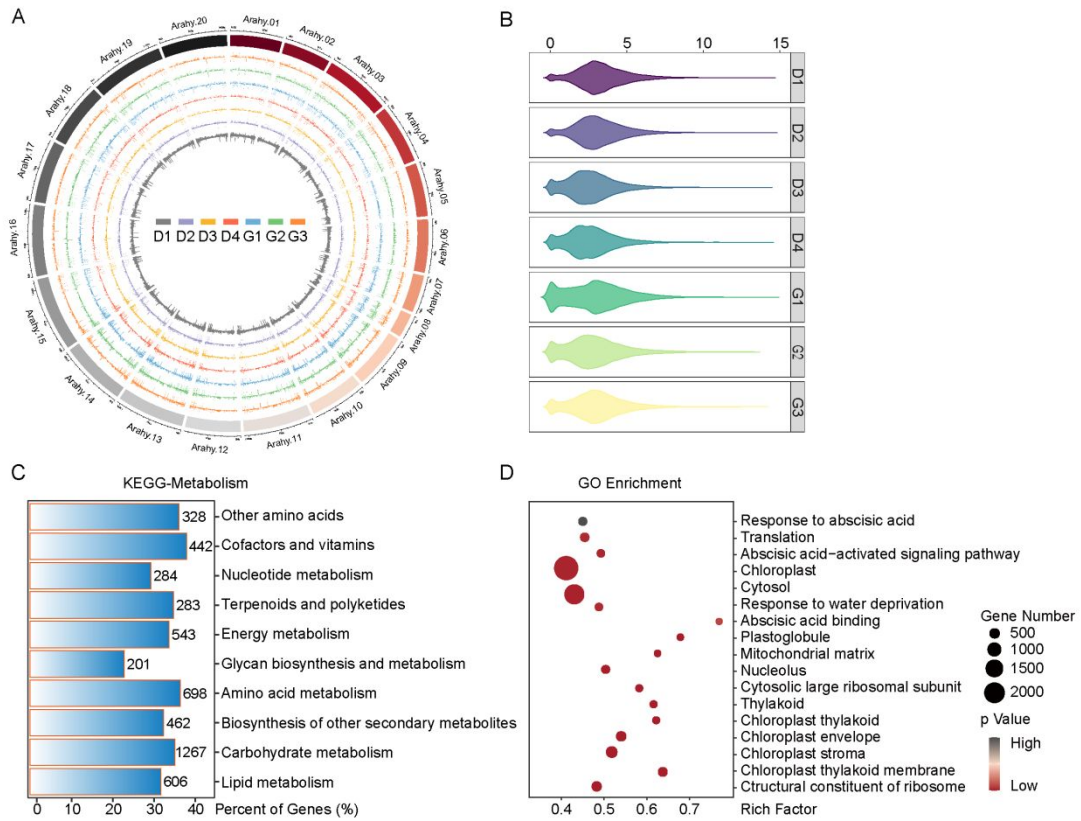 A
Arahy.01
Arahy.02
Arahy.03
Arahy.04
Arahy.05
Arahy.06
Arahy.07
Arahy.08
Arahy.09
Arahy.10
Arahy.11
Arahy.12
Arahy.13
Arahy.14
Arahy.15
Arahy.16
Arahy.17
Arahy.18
Arahy.19
Arahy.20
D1 D2 D3 D4 G1 G2 G3
B
0 5 10 15
D1
D2
D3
D4
G1
G2
G3
C
KEGG-Metabolism
328 Other amino acids
442 Cofactors and vitamins
284 Nucleotide metabolism
283 Terpenoids and polyketides
543 Energy metabolism
201 Glycan biosynthesis and metabolism
698 Amino acid metabolism
462 Biosynthesis of other secondary metabolites
1267 Carbohydrate metabolism
606 Lipid metabolism
0 10 20 30 40 Percent of Genes (%)
D
GO Enrichment
Response to abscisic acid
Translation
Abscisic acid-activated signaling pathway
Chloroplast
Cytosol
Response to water deprivation
Abscisic acid binding
Plastoglobule
Mitochondrial matrix
Nucleolus
Cytosolic large ribosomal subunit
Thylakoid
Chloroplast thylakoid
Chloroplast envelope
Chloroplast stroma
Chloroplast thylakoid membrane
Ctructural constituent of ribosome
0.4 0.5 0.6 0.7 Rich Factor
Gene Number
500
1000
1500
2000
p Value
High
Low